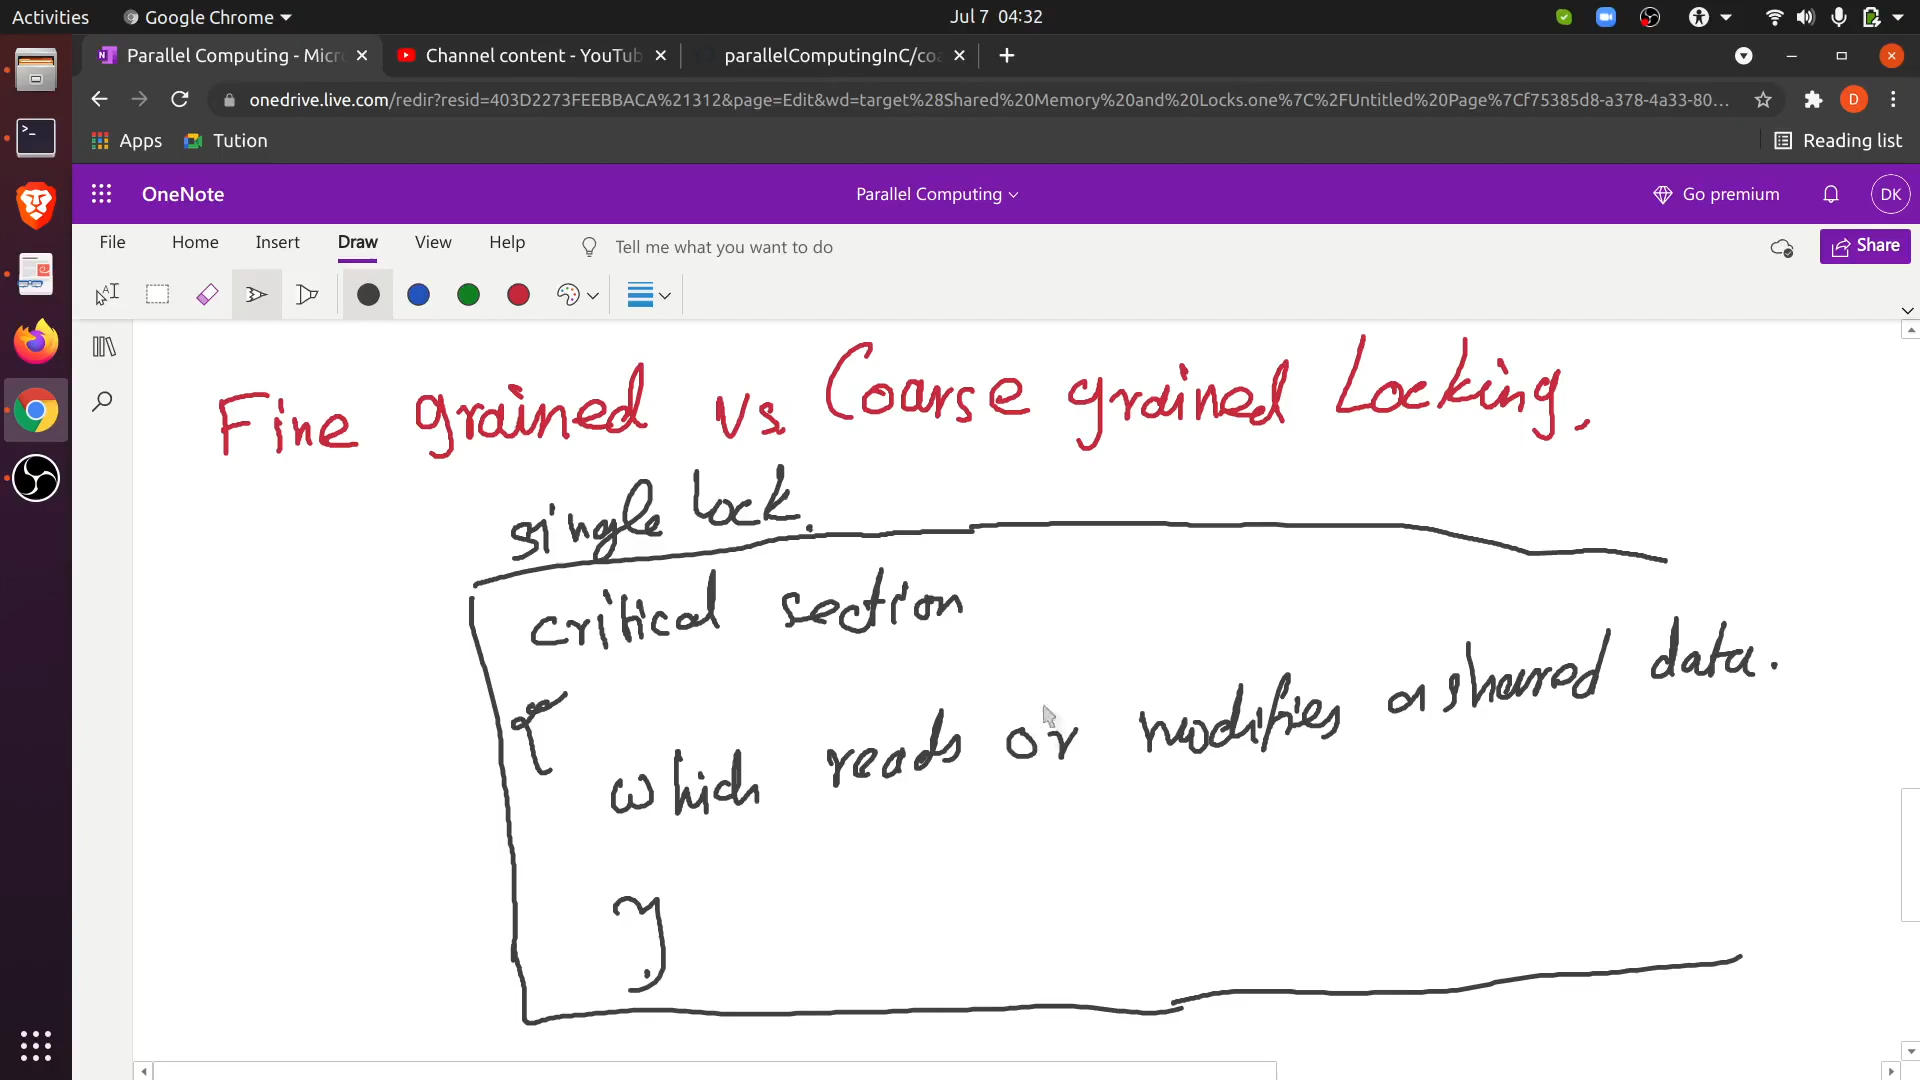 Activities Google Chrome Jul 7 04:32
Parallel Computing - Micr Channel content - YouTub parallelComputingInC/coa
onedrive.live.com/redir?resid=403D2273FEEBBACA%21312&page=Edit&wd=target%28Shared%20Memory%20and%20Locks.one%7C%2FUntitled%20Page%7Cf75385d8-a378-4a33-80... D
Apps Tution Reading list
OneNote Parallel Computing Go premium DK
File Home Insert Draw View Help Tell me what you want to do Share
Fine grained vs Coarse grained Locking.
single lock.
critical section
{
which reads or modifies a shared data.
}